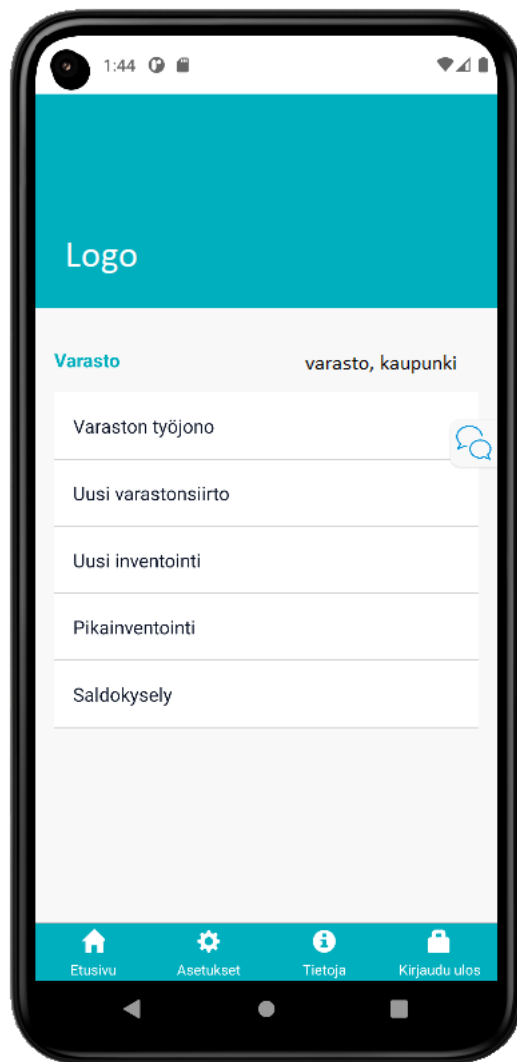 1:44
Logo
Varasto varasto, kaupunki
Varaston työjono
Uusi varastonsiirto
Uusi inventointi
Pikainventointi
Saldokysely
Etusivu Asetukset Tietoja Kirjaudu ulos